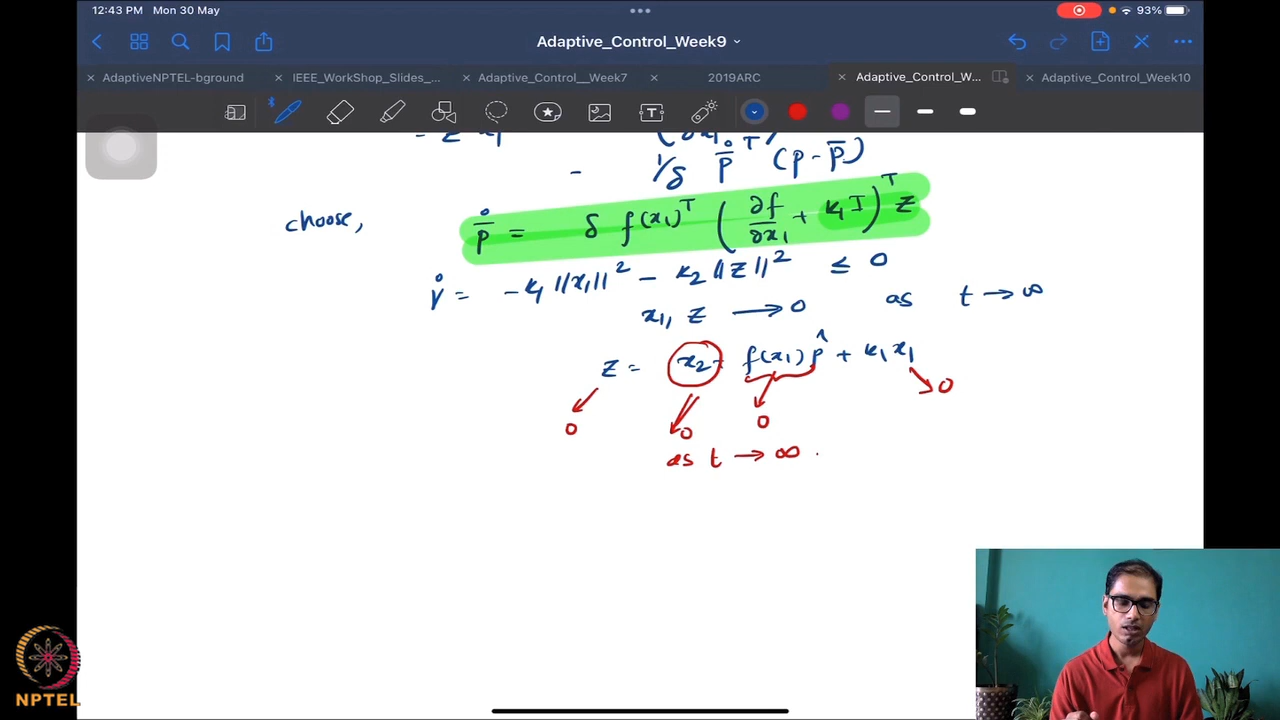 12:43 PM Mon 30 May
93%
Adaptive_Control_Week9
AdaptiveNPTEL-bground
IEEE_WorkShop_Slides_...
Adaptive_Control__Week7
2019ARC
Adaptive_Control_W...
Adaptive_Control_Week10
- 1/δ p̄̇ᵀ (p - p̄)
choose, p̄̇ = δ f(x₁)ᵀ (∂f/∂x₁ + k₁I)ᵀ z
V̇ = -k₁||x₁||² - k₂||z||² ≤ 0
x₁, z → 0 as t → ∞
z = x₂ + f(x₁)p̂ + k₁x₁
0 0 0 0
as t → ∞ .
NPTEL